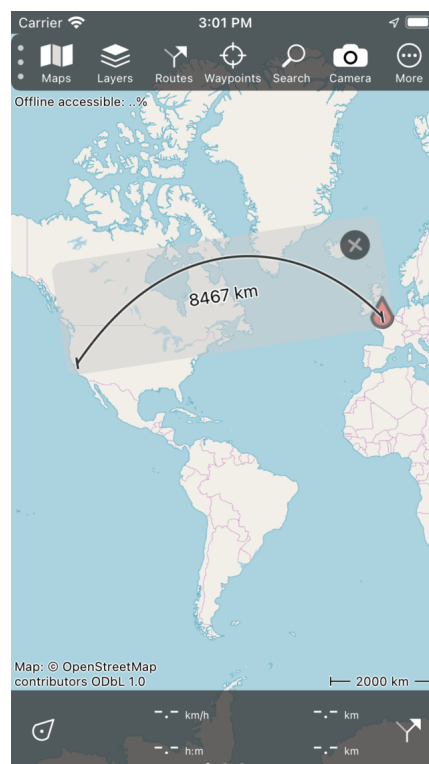 Carrier 3:01 PM
Maps Layers Routes Waypoints Search Camera More
Offline accessible: ..%
8467 km
Map: © OpenStreetMap
contributors ODbL 1.0
2000 km
-.- km/h -.- km
-.- h:m -.- km